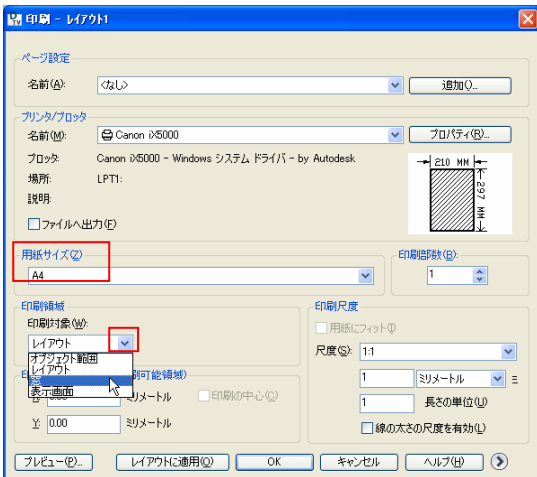 印刷 - レイアウト1
ページ設定
名前(A):
<なし>
追加()...
プリンタ/プロッタ
名前(M):
Canon iX5000
プロパティ(R)...
プロッタ:
Canon iX5000 - Windows システム ドライバ - by Autodesk
場所:
LPT1:
説明:
ファイルへ出力(F)
210 MM
297 MM
用紙サイズ(Z)
A4
印刷部数(B):
1
印刷領域
印刷対象(W):
レイアウト
オブジェクト範囲
レイアウト
窓
表示画面
刷可能領域)
0.00
ミリメートル
印刷の中心(C)
Y:
0.00
ミリメートル
印刷尺度
用紙にフィット(I)
尺度(S):
1:1
1
ミリメートル
1
長さの単位(U)
線の太さの尺度を有効(L)
プレビュー(P)...
レイアウトに適用(O)
OK
キャンセル
ヘルプ(H)